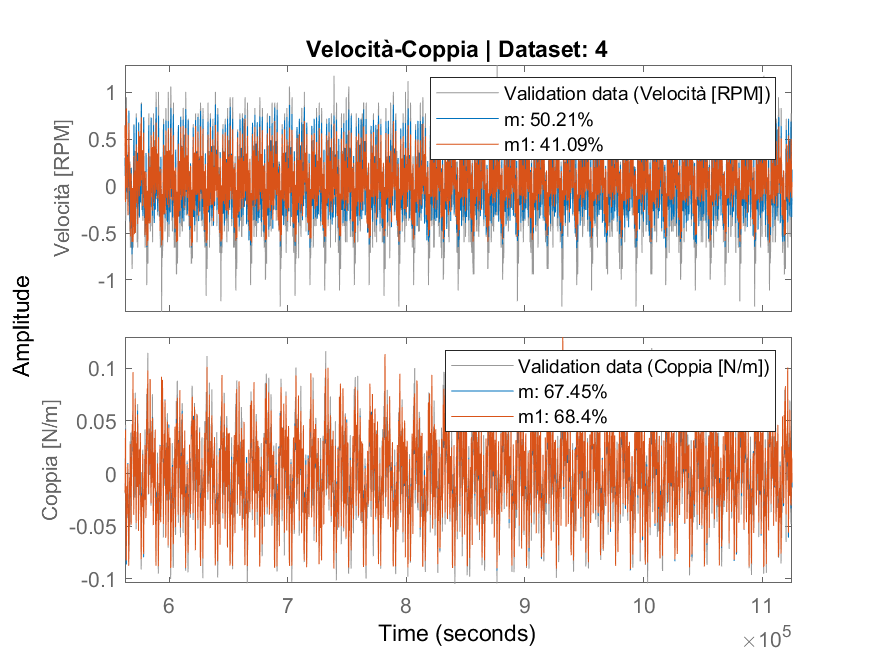 Velocità-Coppia | Dataset: 4
Validation data (Velocità [RPM])
m: 50.21%
m1: 41.09%
1
0.5
0
-0.5
-1
Velocità [RPM]
Amplitude
Validation data (Coppia [N/m])
m: 67.45%
m1: 68.4%
0.1
0.05
0
-0.05
-0.1
Coppia [N/m]
6 7 8 9 10 11
Time (seconds)
×10⁵